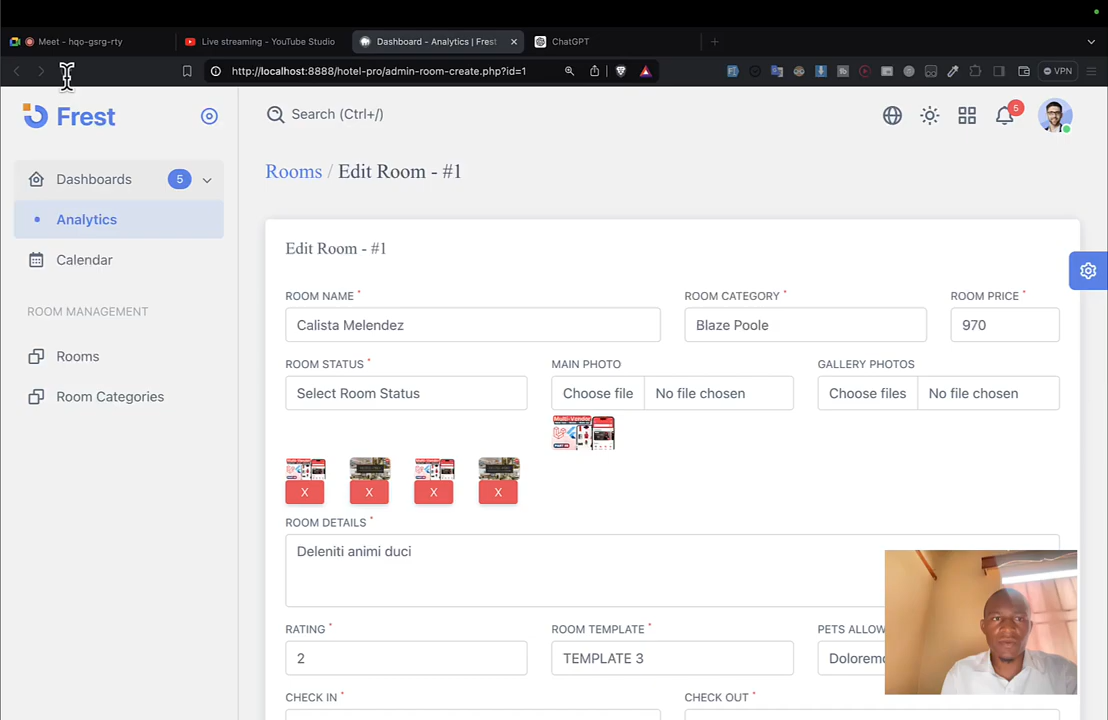 Meet - hqo-gsrg-rty
Live streaming - YouTube Studio
Dashboard - Analytics | Frest
ChatGPT
http://localhost:8888/hotel-pro/admin-room-create.php?id=1
VPN
Frest
Search (Ctrl+/)
5
Dashboards
5
Analytics
Calendar
ROOM MANAGEMENT
Rooms
Room Categories
Rooms / Edit Room - #1
Edit Room - #1
ROOM NAME *
ROOM CATEGORY *
ROOM PRICE *
Calista Melendez
Blaze Poole
970
ROOM STATUS *
MAIN PHOTO
GALLERY PHOTOS
Select Room Status
Choose file
No file chosen
Choose files
No file chosen
Multi-Vendor
X
X
X
X
ROOM DETAILS *
Deleniti animi duci
RATING *
ROOM TEMPLATE *
PETS ALLOW
2
TEMPLATE 3
Dolorem
CHECK IN *
CHECK OUT *